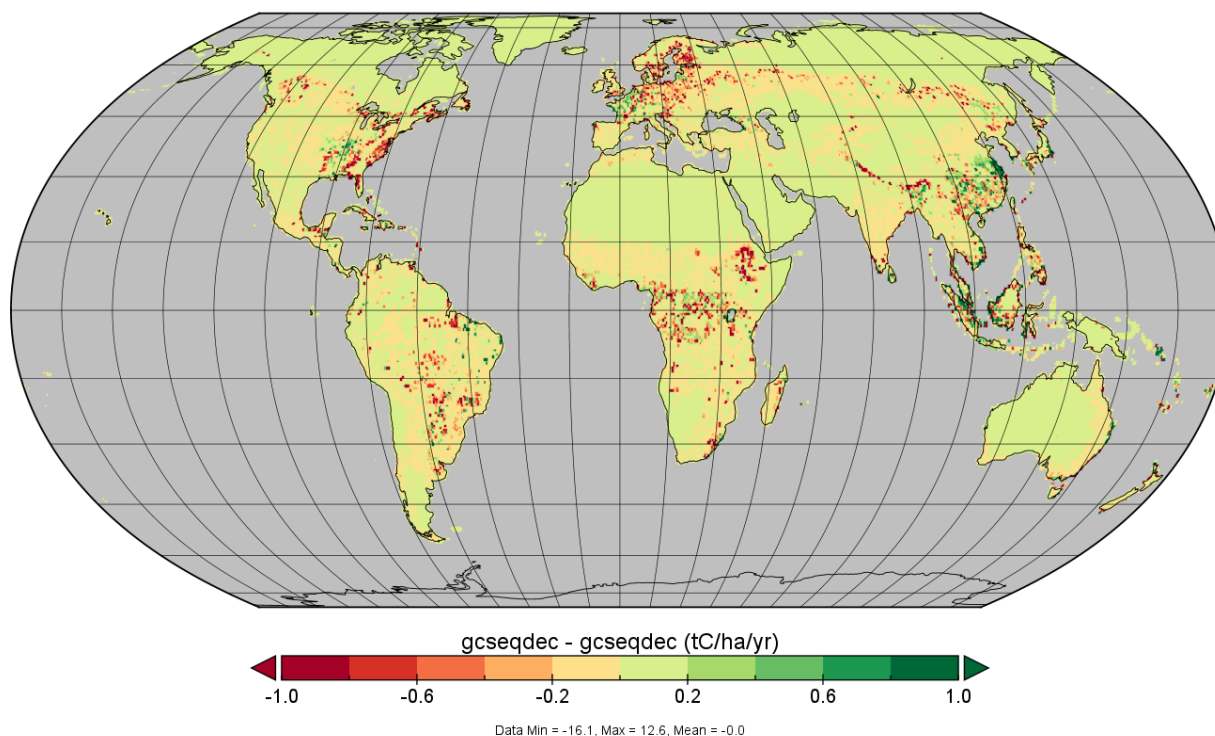 gcseqdec - gcseqdec (tC/ha/yr)
-1.0 -0.6 -0.2 0.2 0.6 1.0
Data Min = -16.1, Max = 12.6, Mean = -0.0